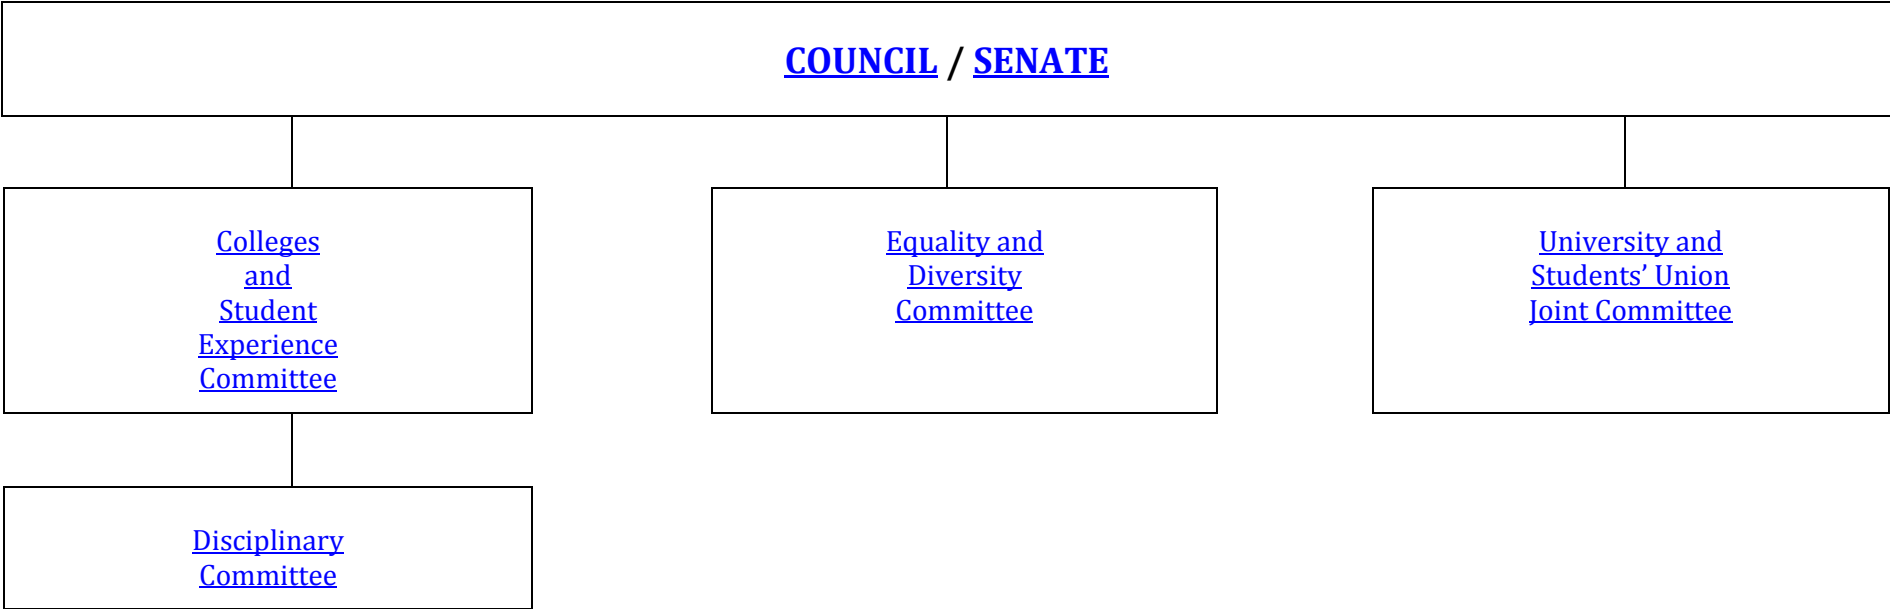 COUNCIL / SENATE
Colleges
and
Student
Experience
Committee
Equality and
Diversity
Committee
University and
Students’ Union
Joint Committee
Disciplinary
Committee